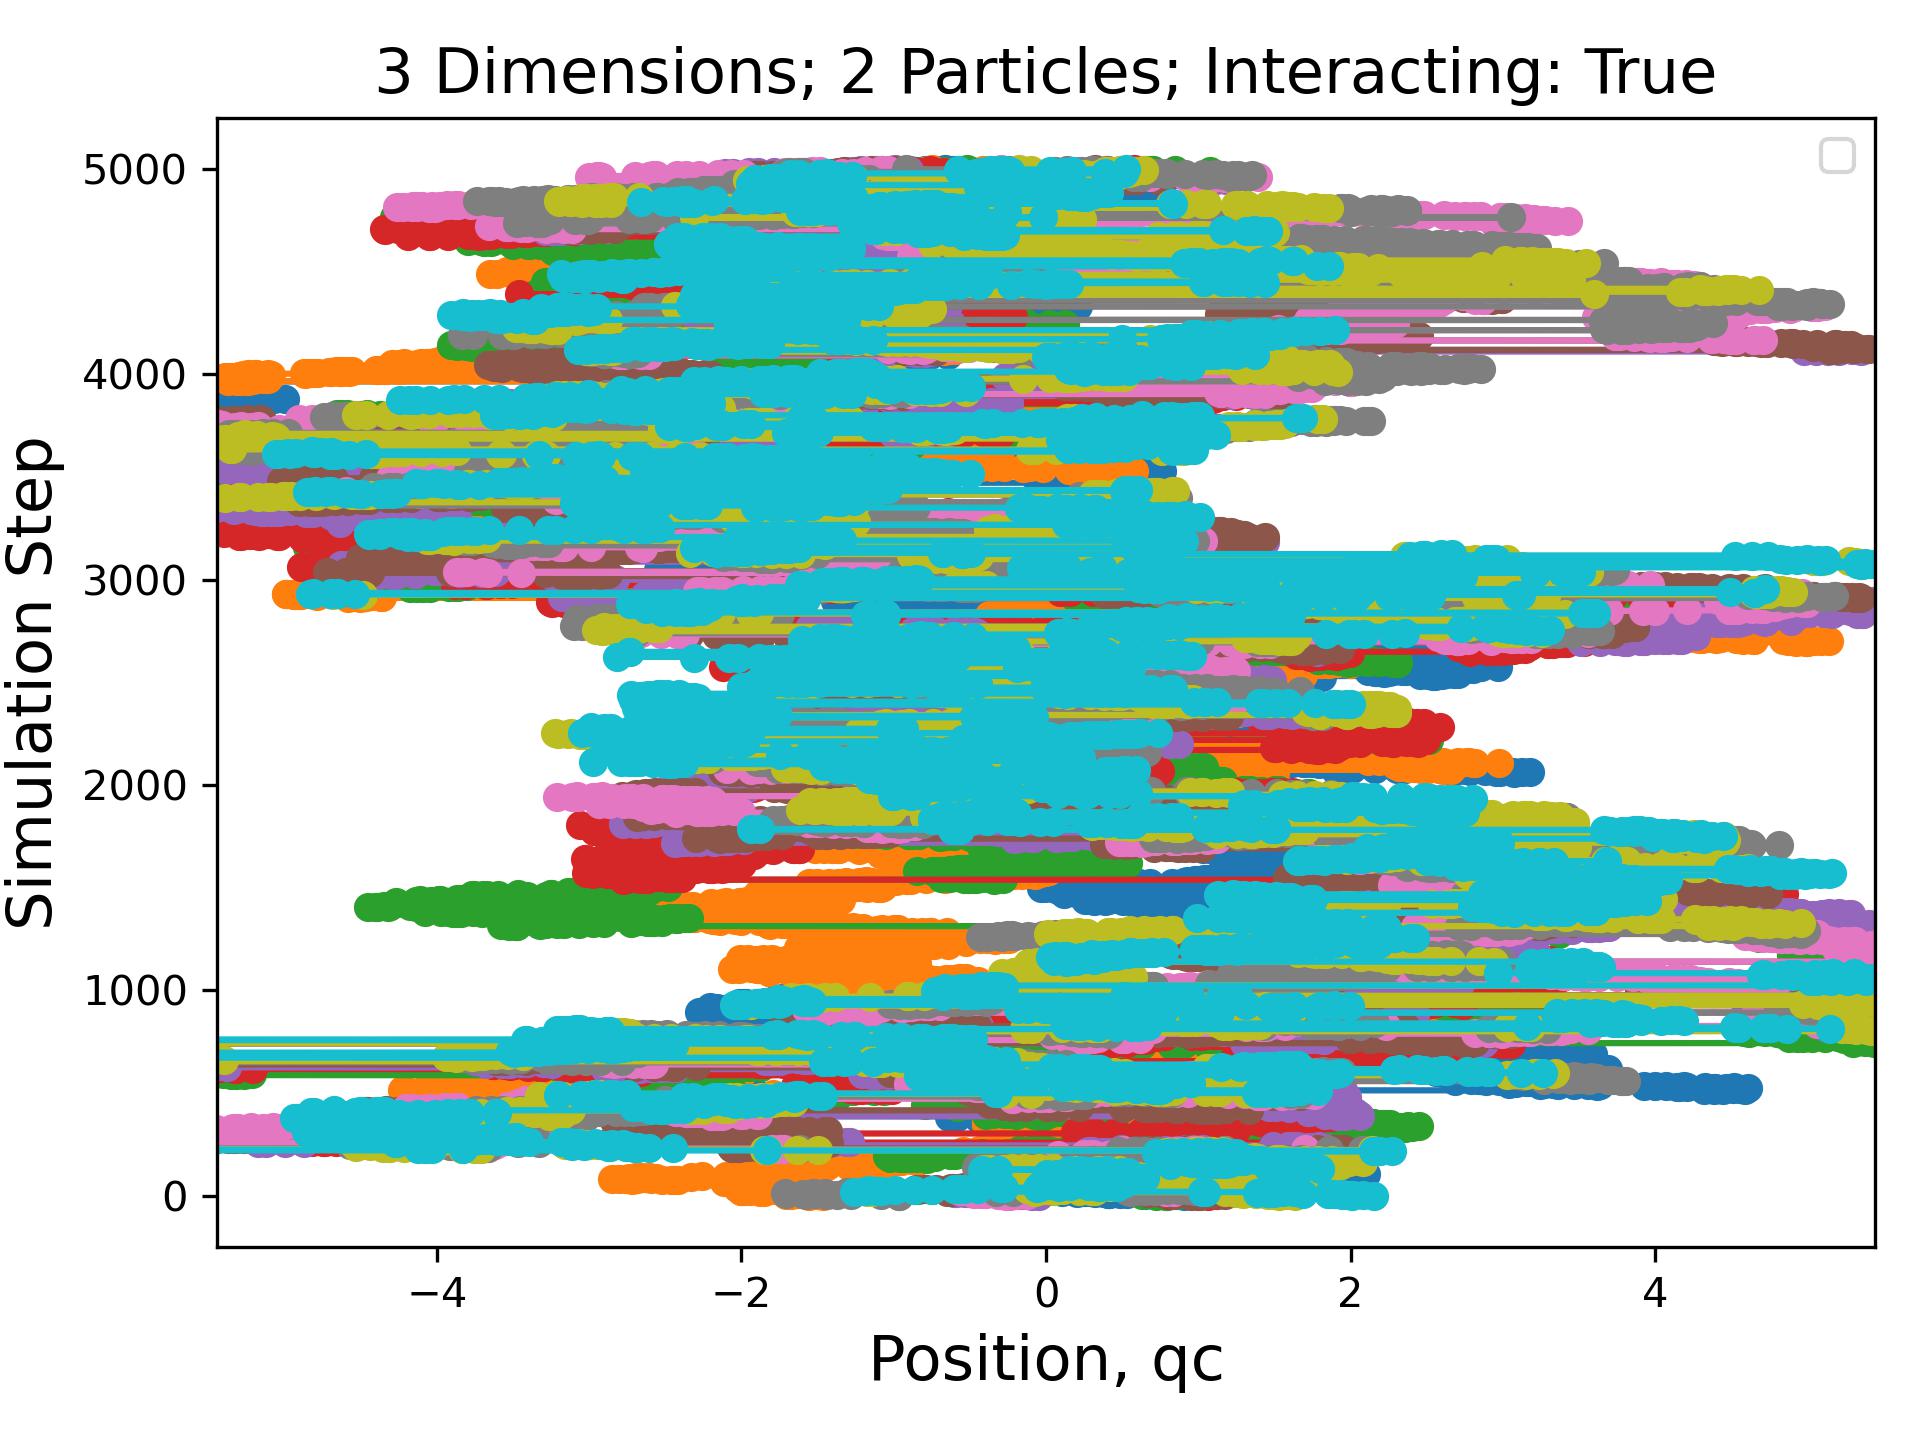 3 Dimensions; 2 Particles; Interacting: True
5000
4000
3000
2000
1000
0
Simulation Step
−4 −2 0 2 4
Position, qc